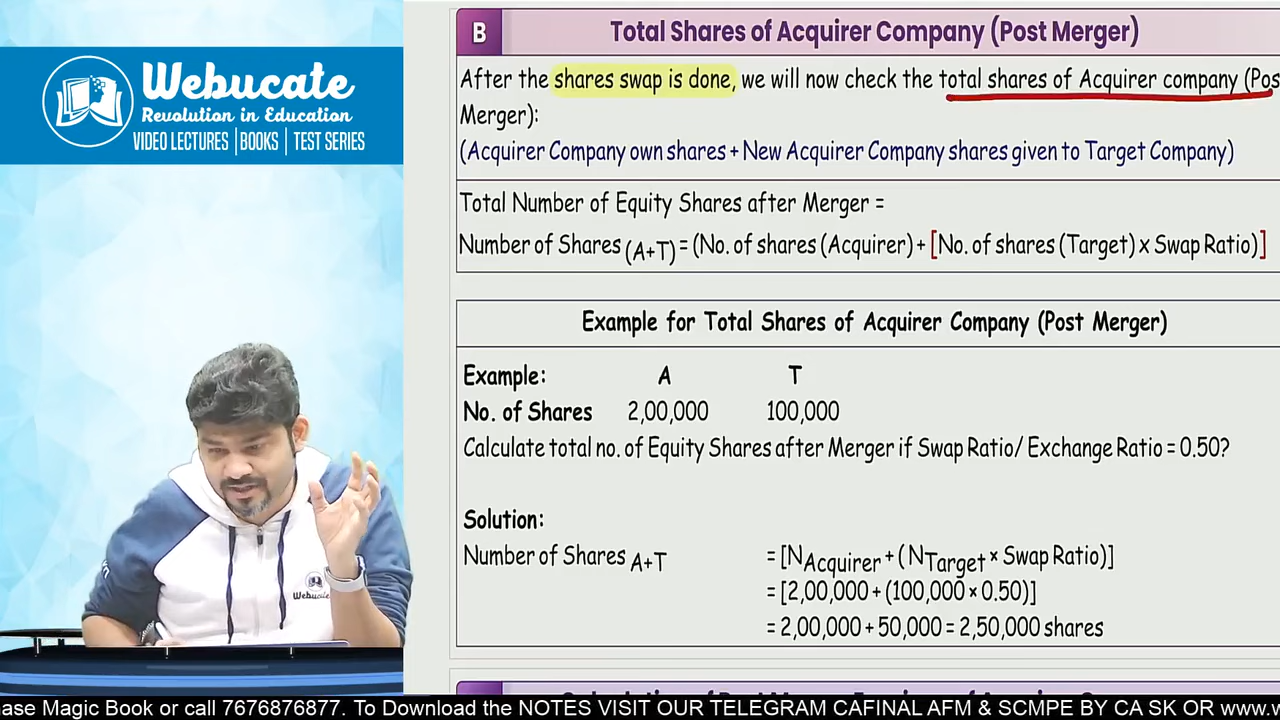 Webucate
Revolution in Education
VIDEO LECTURES | BOOKS | TEST SERIES
B Total Shares of Acquirer Company (Post Merger)
After the shares swap is done, we will now check the total shares of Acquirer company (Pos
Merger):
(Acquirer Company own shares + New Acquirer Company shares given to Target Company)
Total Number of Equity Shares after Merger =
Number of Shares (A+T) = (No. of shares (Acquirer) + [No. of shares (Target) x Swap Ratio)]
Example for Total Shares of Acquirer Company (Post Merger)
Example: A T
No. of Shares 2,00,000 100,000
Calculate total no. of Equity Shares after Merger if Swap Ratio/ Exchange Ratio = 0.50?
Solution:
Number of Shares A+T = [N Acquirer + ( N Target × Swap Ratio)]
= [2,00,000 + (100,000 × 0.50)]
= 2,00,000 + 50,000 = 2,50,000 shares
Webucate
ase Magic Book or call 7676876877. To Download the NOTES VISIT OUR TELEGRAM CAFINAL AFM & SCMPE BY CA SK OR www.w